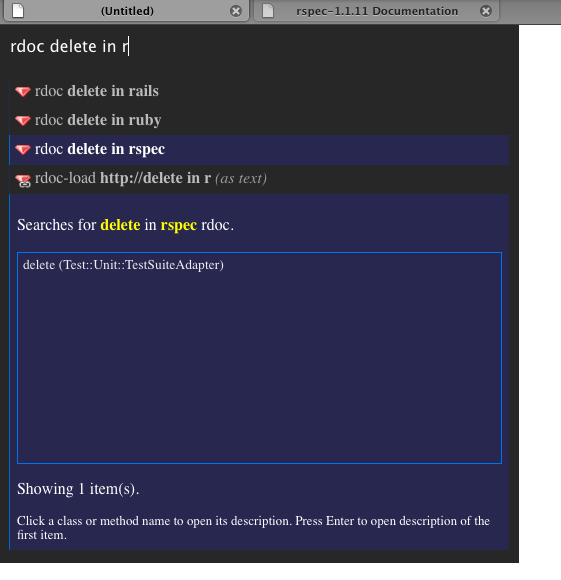 (Untitled)
rspec-1.1.11 Documentation
rdoc delete in r
rdoc delete in rails
rdoc delete in ruby
rdoc delete in rspec
rdoc-load http://delete in r (as text)
Searches for delete in rspec rdoc.
delete (Test::Unit::TestSuiteAdapter)
Showing 1 item(s).
Click a class or method name to open its description. Press Enter to open description of the
first item.